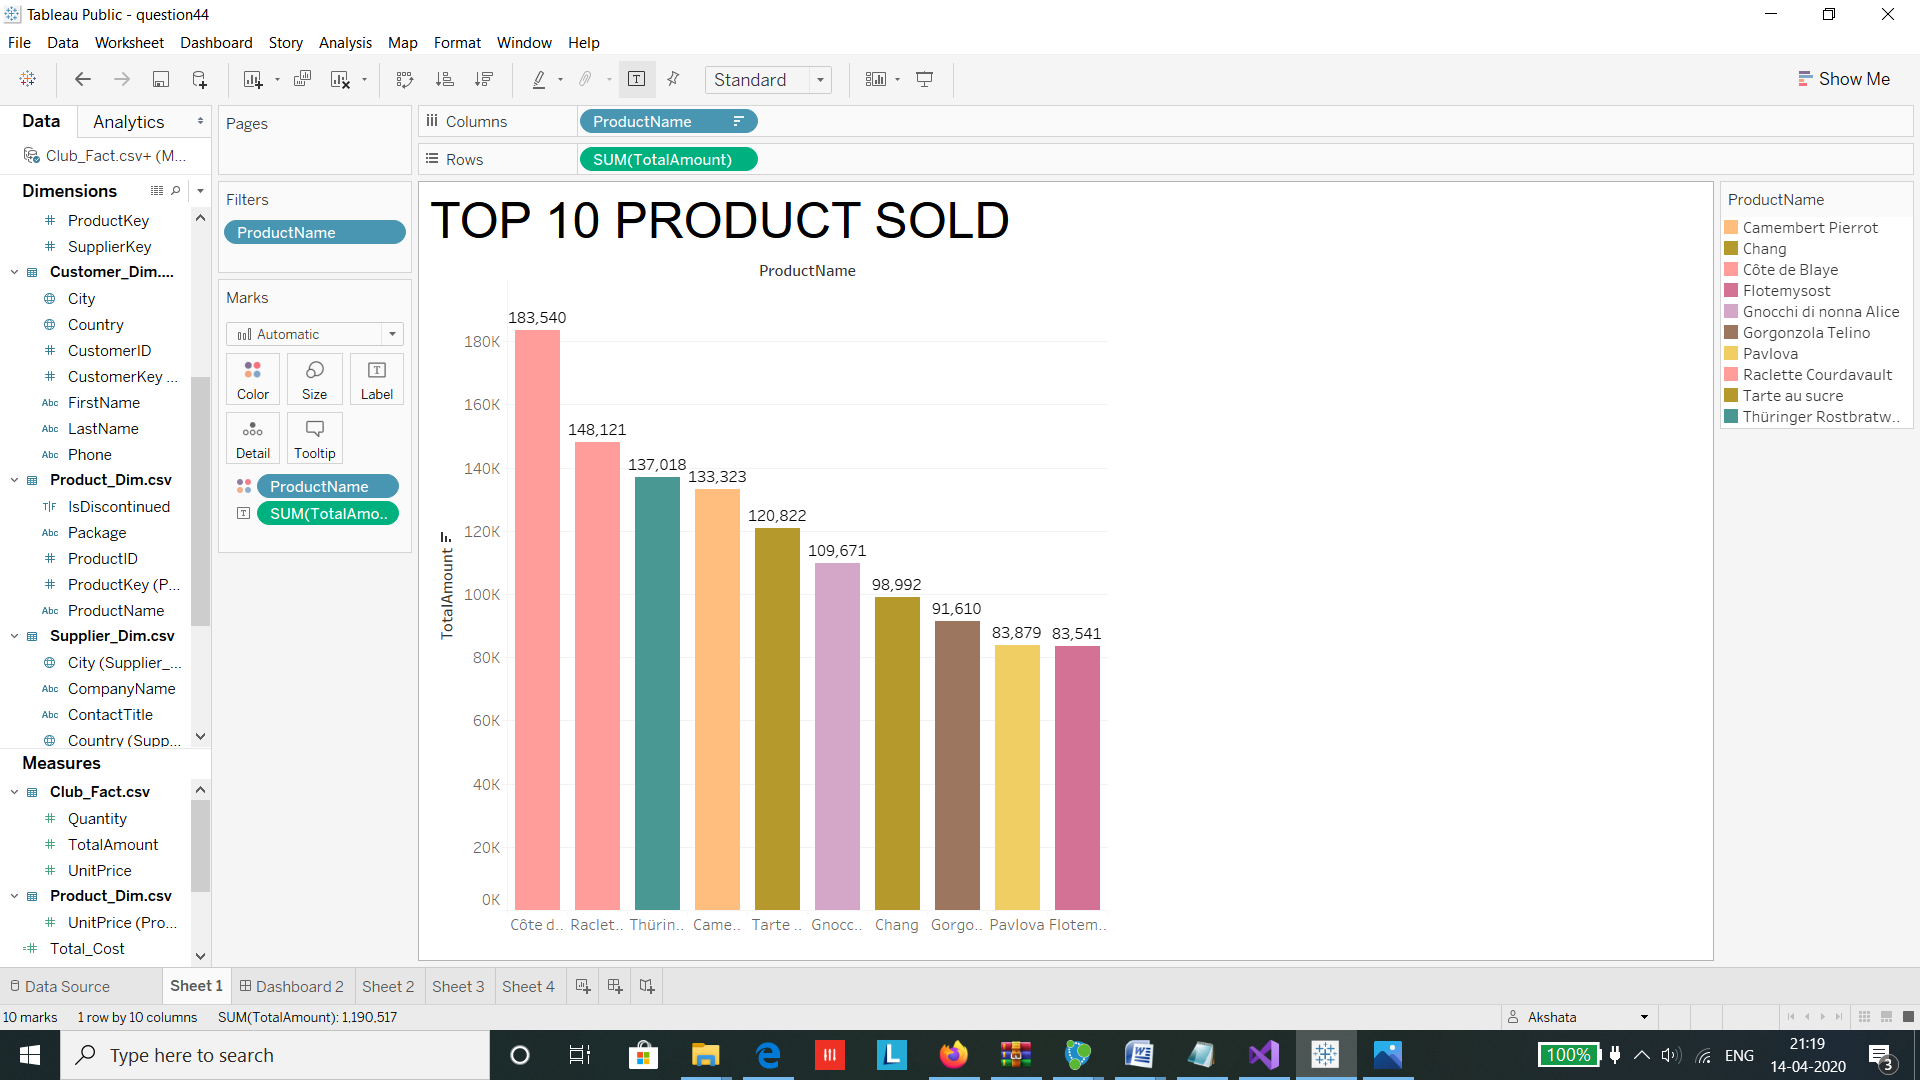 Tableau Public - question44
File Data Worksheet Dashboard Story Analysis Map Format Window Help
Standard
Show Me
Data Analytics
Club_Fact.csv+ (M...
Dimensions
# ProductKey
# SupplierKey
Customer_Dim....
City
Country
# CustomerID
# CustomerKey ...
Abc FirstName
Abc LastName
Abc Phone
Product_Dim.csv
T|F IsDiscontinued
Abc Package
# ProductID
# ProductKey (P...
Abc ProductName
Supplier_Dim.csv
City (Supplier_...
Abc CompanyName
Abc ContactTitle
Country (Supp...
Measures
Club_Fact.csv
# Quantity
# TotalAmount
# UnitPrice
Product_Dim.csv
# UnitPrice (Pro...
=# Total_Cost
Pages
Filters
ProductName
Marks
Automatic
Color Size T Label
Detail Tooltip
ProductName
T SUM(TotalAmo..
Columns ProductName
Rows SUM(TotalAmount)
TOP 10 PRODUCT SOLD
ProductName
TotalAmount
180K
160K
140K
120K
100K
80K
60K
40K
20K
0K
183,540
148,121
137,018
133,323
120,822
109,671
98,992
91,610
83,879
83,541
Côte d.. Raclet.. Thürin.. Came.. Tarte .. Gnocc.. Chang Gorgo.. Pavlova Flotem..
ProductName
Camembert Pierrot
Chang
Côte de Blaye
Flotemysost
Gnocchi di nonna Alice
Gorgonzola Telino
Pavlova
Raclette Courdavault
Tarte au sucre
Thüringer Rostbratw..
Data Source Sheet 1 Dashboard 2 Sheet 2 Sheet 3 Sheet 4
10 marks 1 row by 10 columns SUM(TotalAmount): 1,190,517
Akshata
Type here to search
L
100%
ENG
21:19
14-04-2020
3